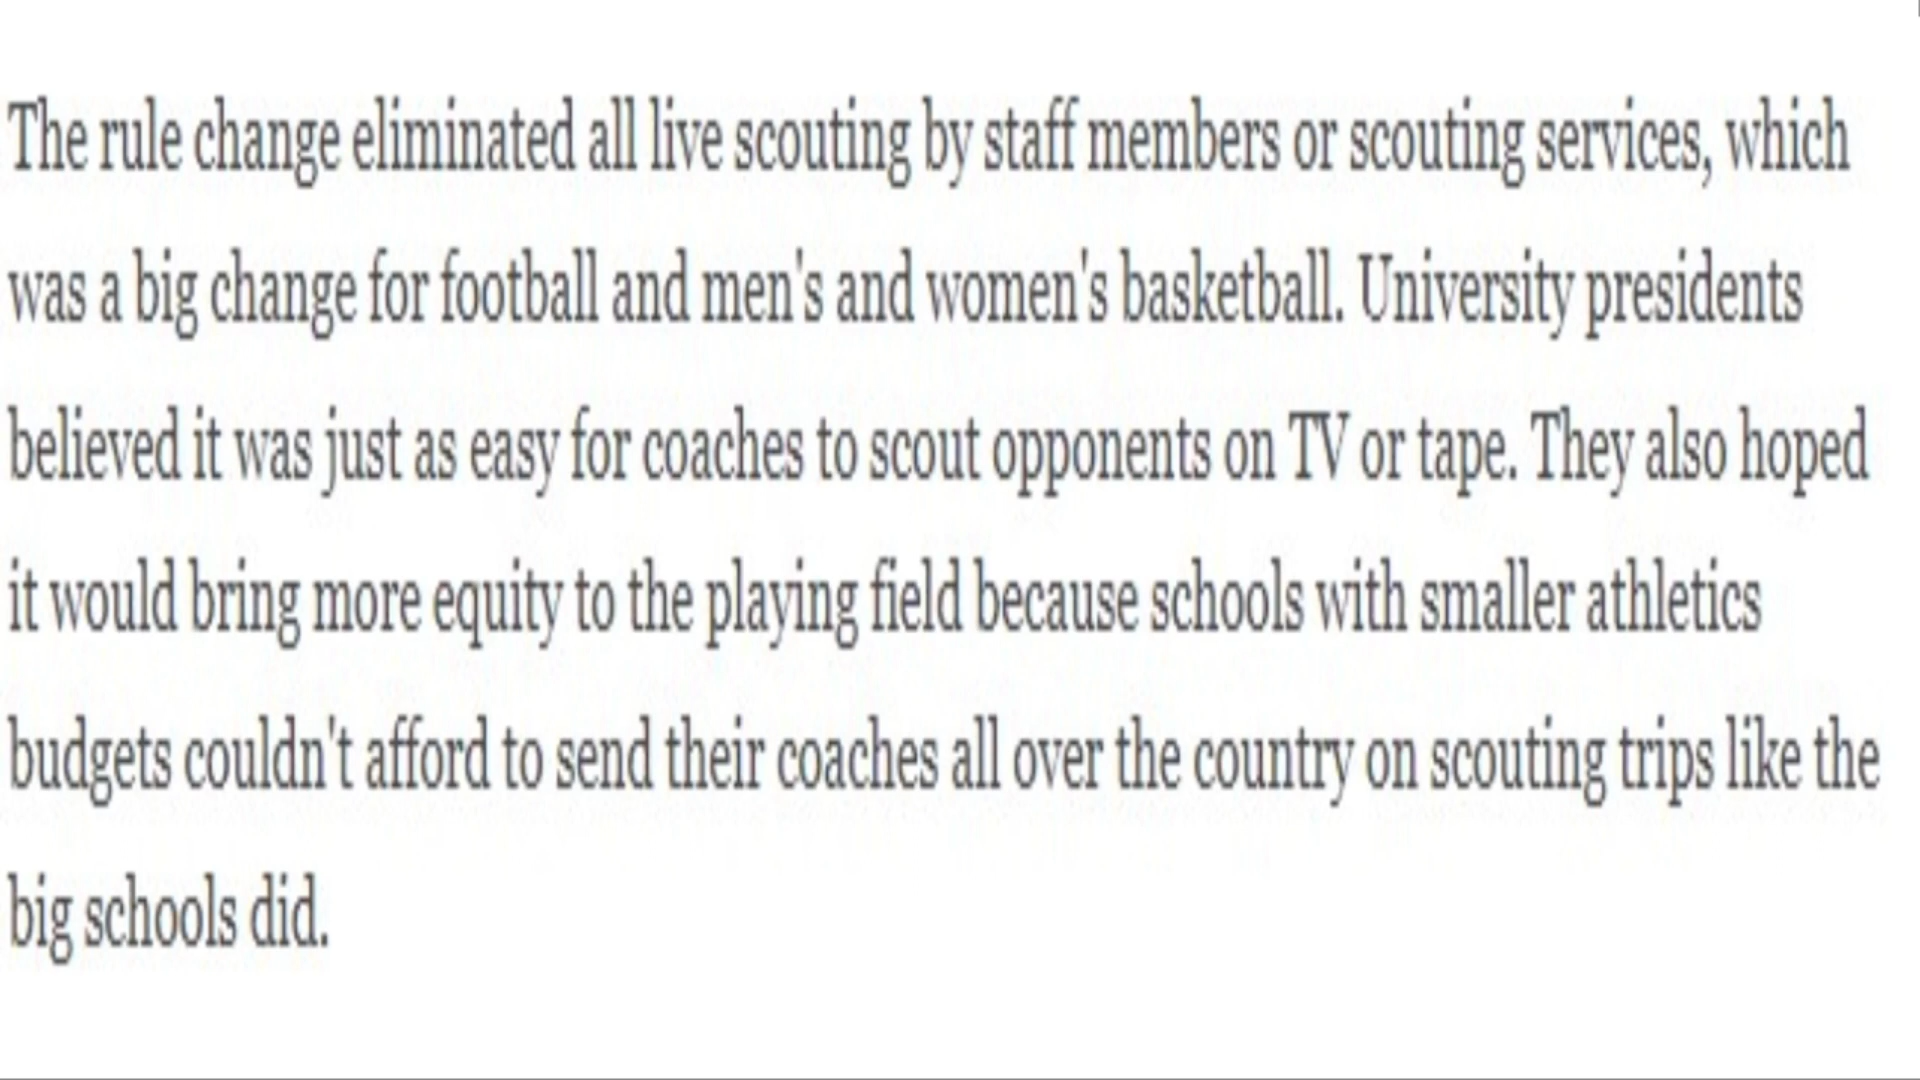 The rule change eliminated all live scouting by staff members or scouting services, which
was a big change for football and men's and women's basketball. University presidents
believed it was just as easy for coaches to scout opponents on TV or tape. They also hoped
it would bring more equity to the playing field because schools with smaller athletics
budgets couldn't afford to send their coaches all over the country on scouting trips like the
big schools did.